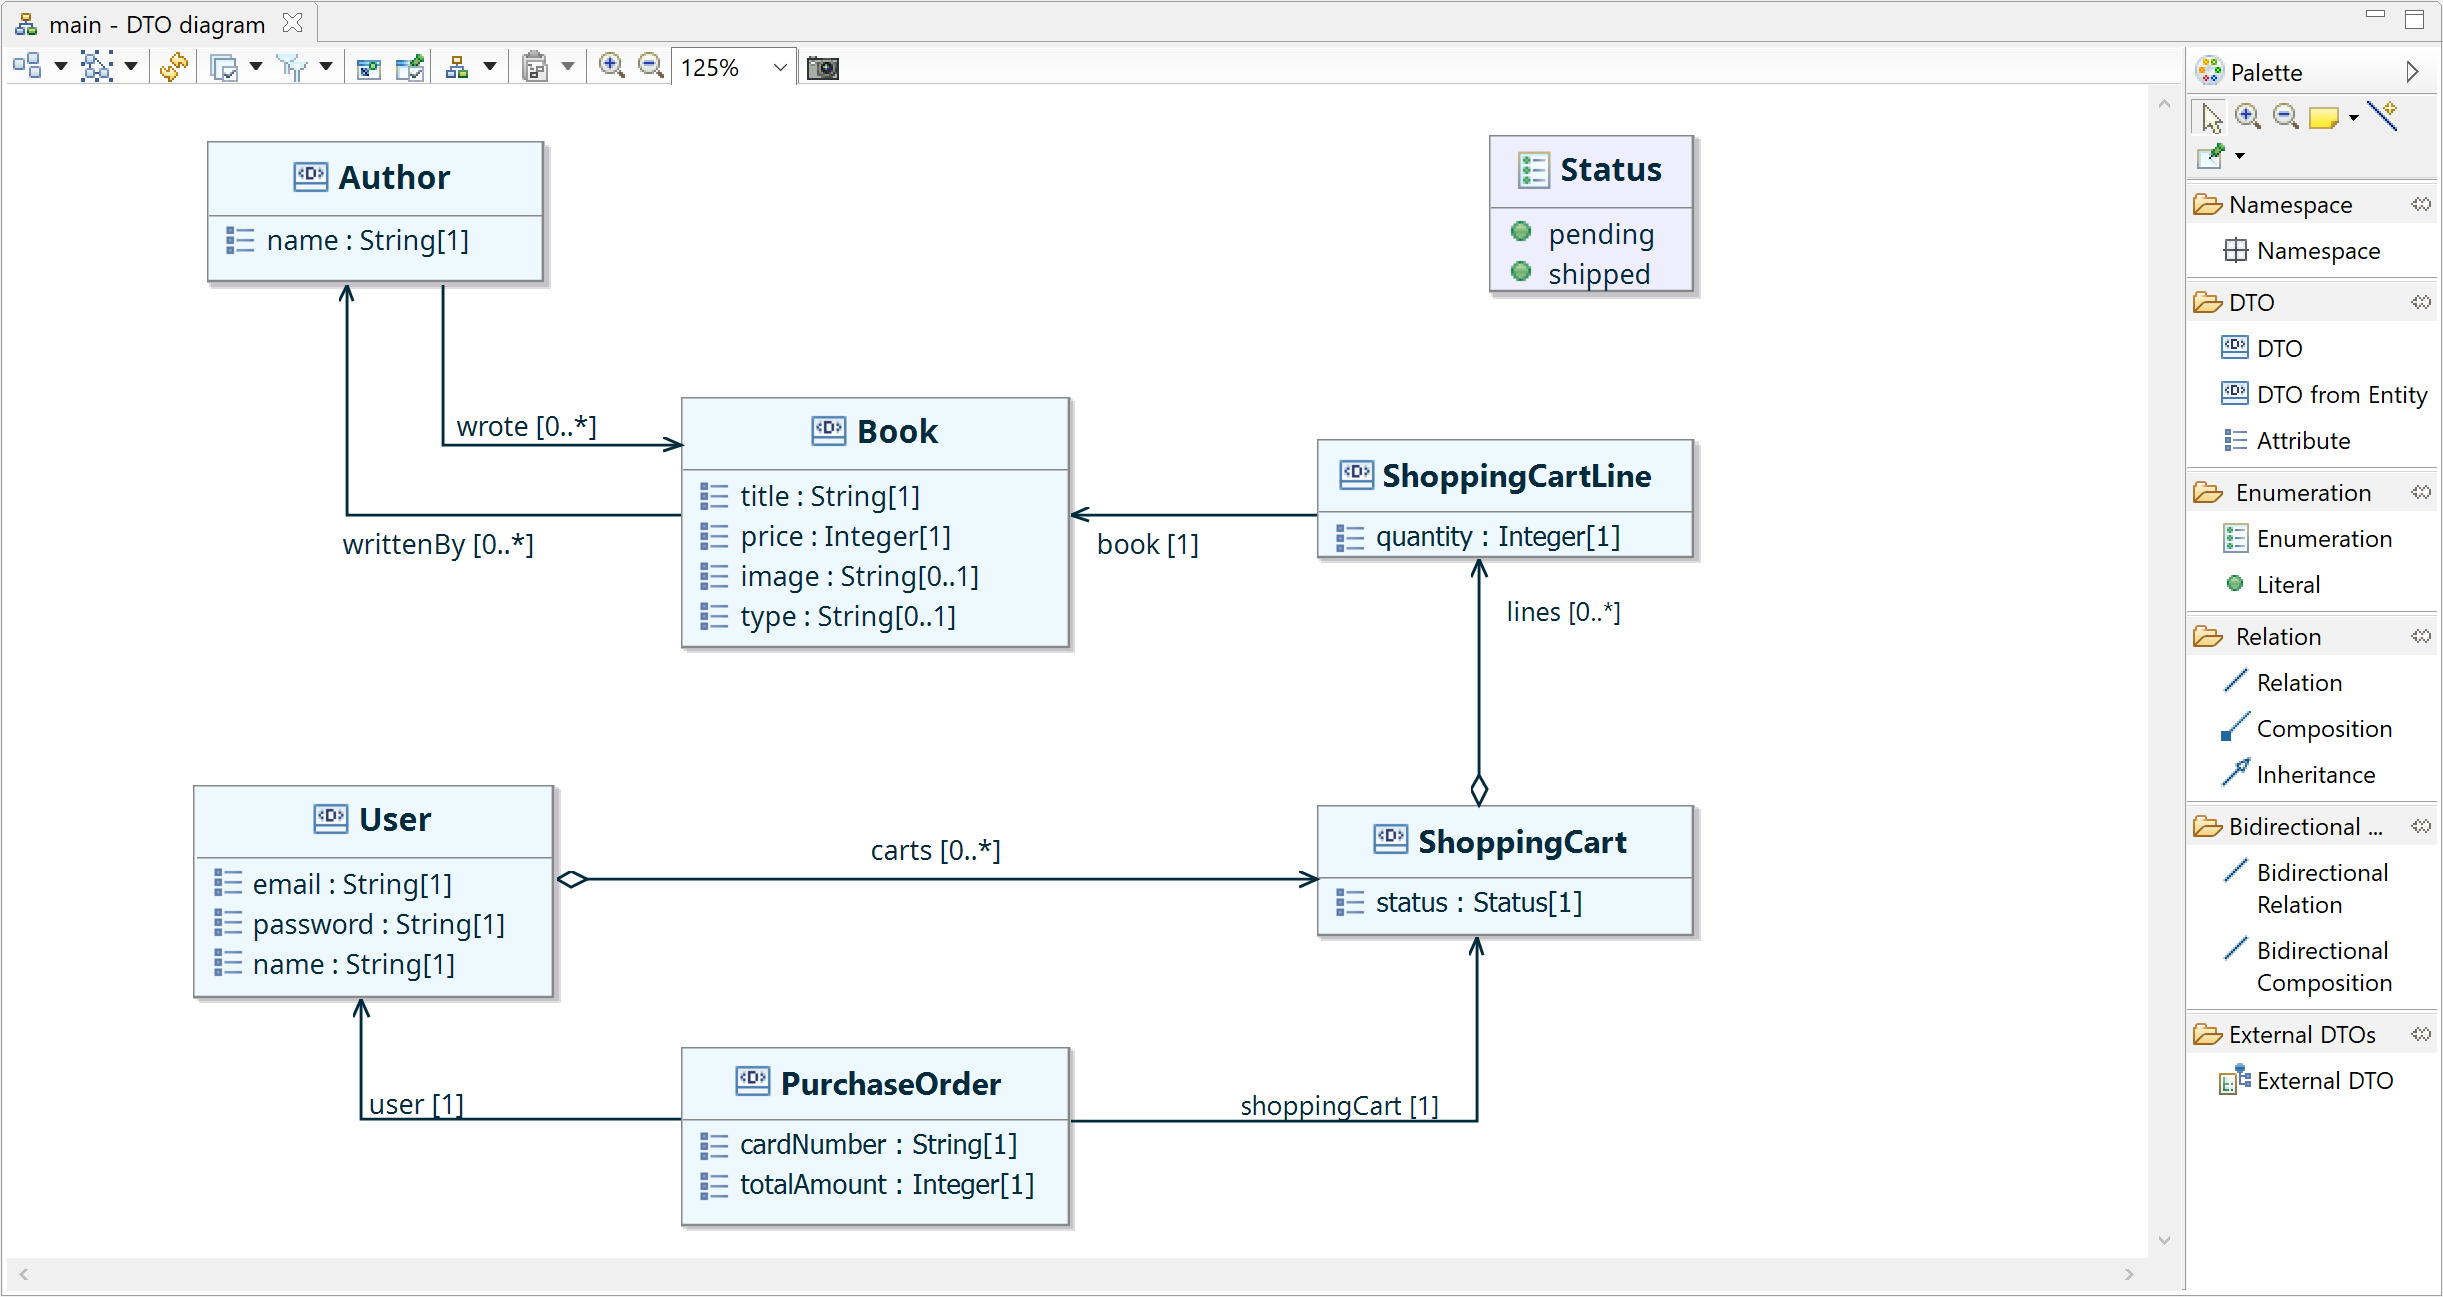 main - DTO diagram
125%
Palette
Author
name : String[1]
Status
pending
shipped
wrote [0..*]
writtenBy [0..*]
Book
title : String[1]
price : Integer[1]
image : String[0..1]
type : String[0..1]
book [1]
ShoppingCartLine
quantity : Integer[1]
lines [0..*]
User
email : String[1]
password : String[1]
name : String[1]
carts [0..*]
ShoppingCart
status : Status[1]
user [1]
PurchaseOrder
cardNumber : String[1]
totalAmount : Integer[1]
shoppingCart [1]
Namespace
Namespace
DTO
DTO
DTO from Entity
Attribute
Enumeration
Enumeration
Literal
Relation
Relation
Composition
Inheritance
Bidirectional ...
Bidirectional
Relation
Bidirectional
Composition
External DTOs
External DTO